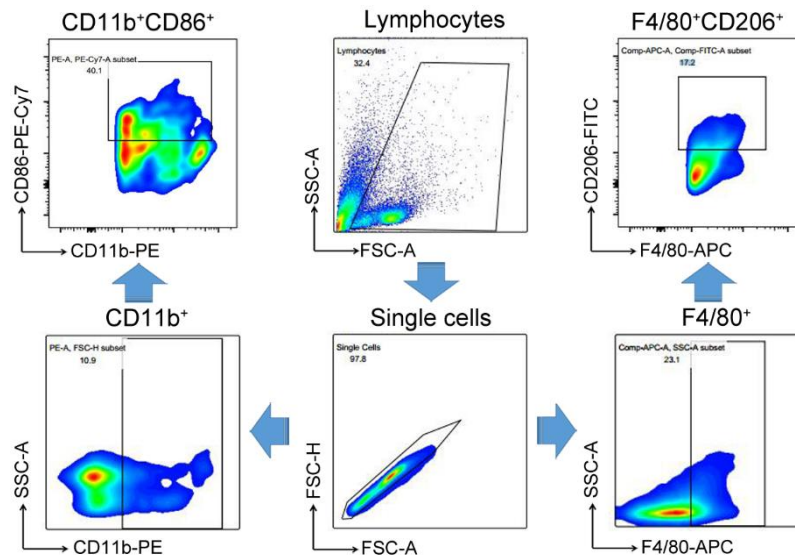 CD11b⁺CD86⁺
PE-A, PE-Cy7-A subset
40.1
CD86-PE-Cy7
CD11b-PE
Lymphocytes
Lymphocytes
32.4
SSC-A
FSC-A
F4/80⁺CD206⁺
Comp-APC-A, Comp-FITC-A subset
17.2
CD206-FITC
F4/80-APC
CD11b⁺
PE-A, FSC-H subset
10.9
SSC-A
CD11b-PE
Single cells
Single Cells
97.8
FSC-H
FSC-A
F4/80⁺
Comp-APC-A, SSC-A subset
23.1
SSC-A
F4/80-APC